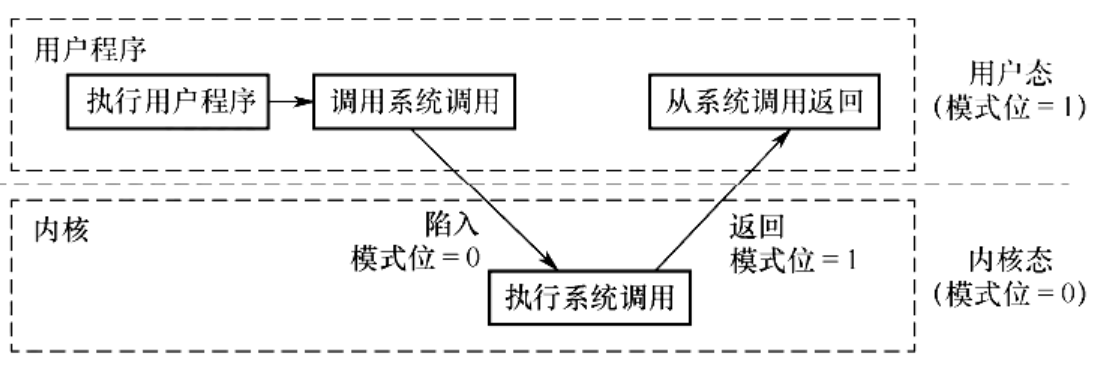 用户程序
执行用户程序
调用系统调用
从系统调用返回
用户态
(模式位=1)
内核
陷入
模式位=0
执行系统调用
返回
模式位=1
内核态
(模式位=0)